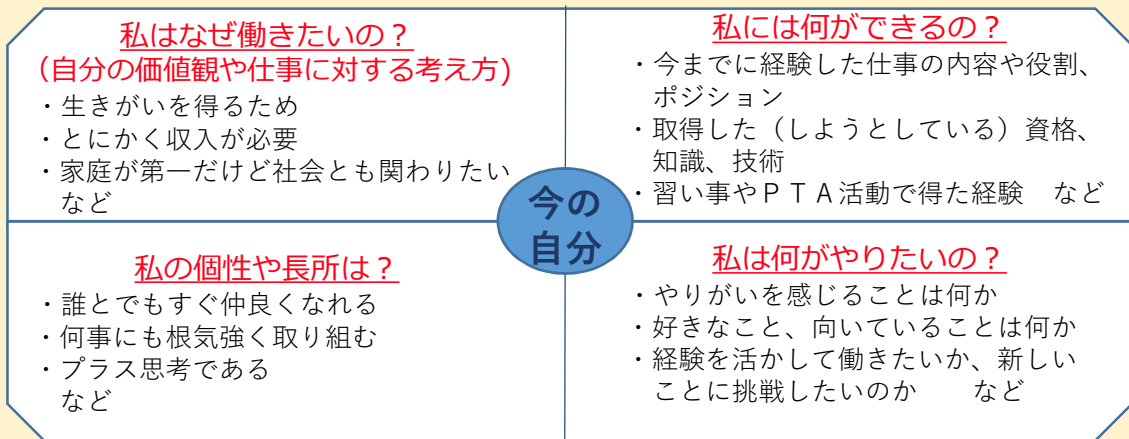 私はなぜ働きたいの？
（自分の価値観や仕事に対する考え方)
・生きがいを得るため
・とにかく収入が必要
・家庭が第一だけど社会とも関わりたい
など
私には何ができるの？
・今までに経験した仕事の内容や役割、
ポジション
・取得した（しようとしている）資格、
知識、技術
・習い事やＰＴＡ活動で得た経験　など
今の
自分
私の個性や長所は？
・誰とでもすぐ仲良くなれる
・何事にも根気強く取り組む
・プラス思考である
など
私は何がやりたいの？
・やりがいを感じることは何か
・好きなこと、向いていることは何か
・経験を活かして働きたいか、新しい
ことに挑戦したいのか　　など